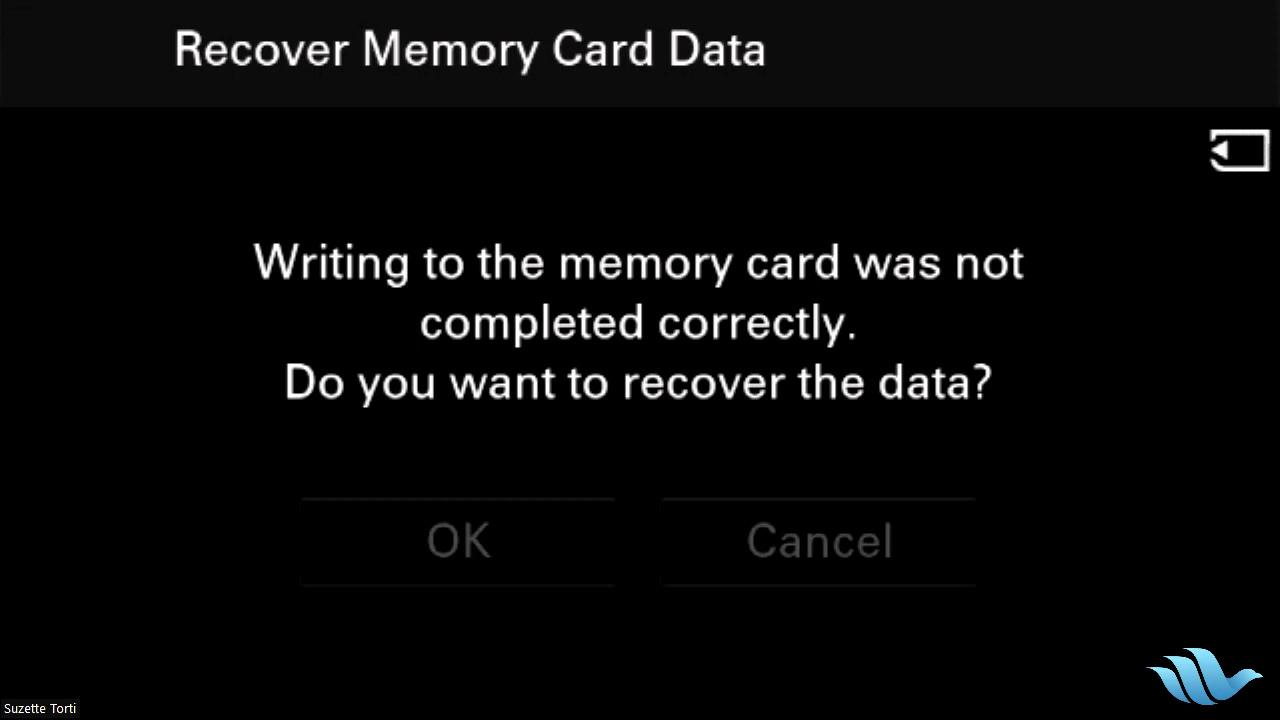 Recover Memory Card Data
Writing to the memory card was not
completed correctly.
Do you want to recover the data?
OK
Cancel
Suzette Torti